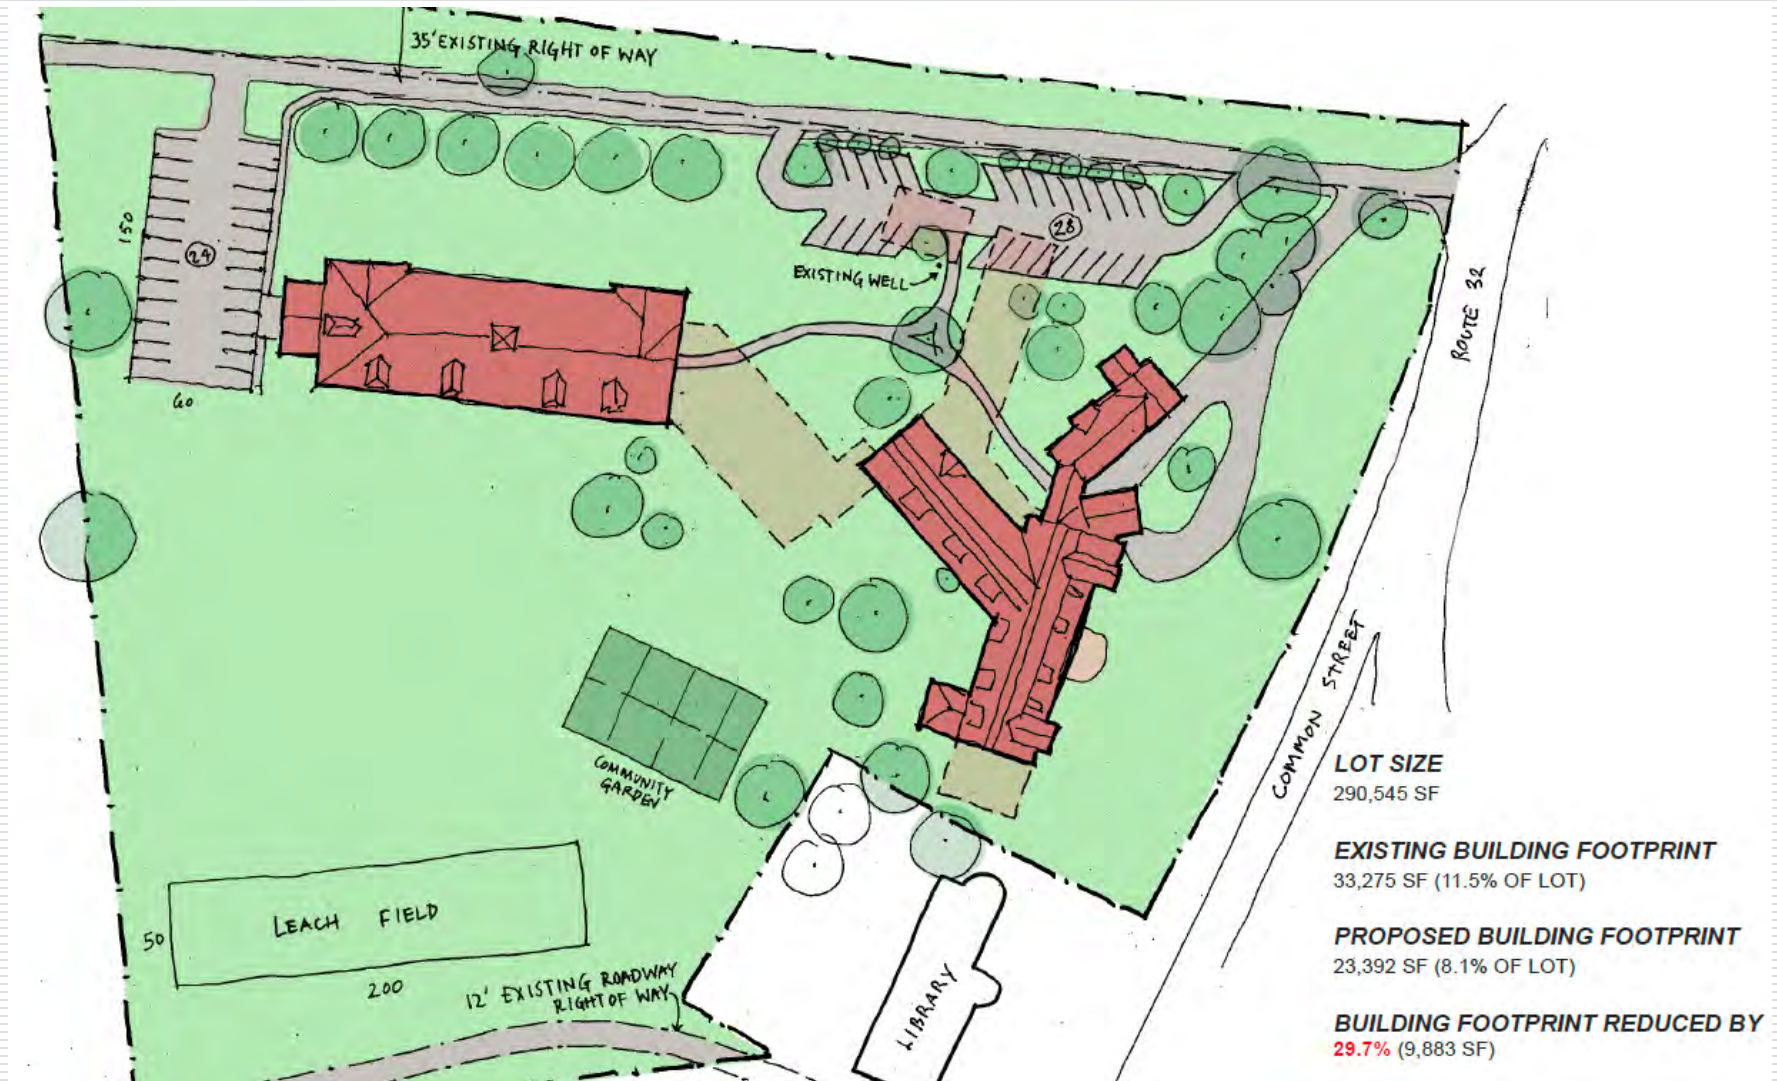 35' EXISTING RIGHT OF WAY
150
24
60
28
EXISTING WELL
ROUTE 32
COMMON STREET
COMMUNITY
GARDEN
LEACH FIELD
50
200
12' EXISTING ROADWAY
RIGHT OF WAY
LIBRARY
LOT SIZE
290,545 SF
EXISTING BUILDING FOOTPRINT
33,275 SF (11.5% OF LOT)
PROPOSED BUILDING FOOTPRINT
23,392 SF (8.1% OF LOT)
BUILDING FOOTPRINT REDUCED BY
29.7% (9,883 SF)